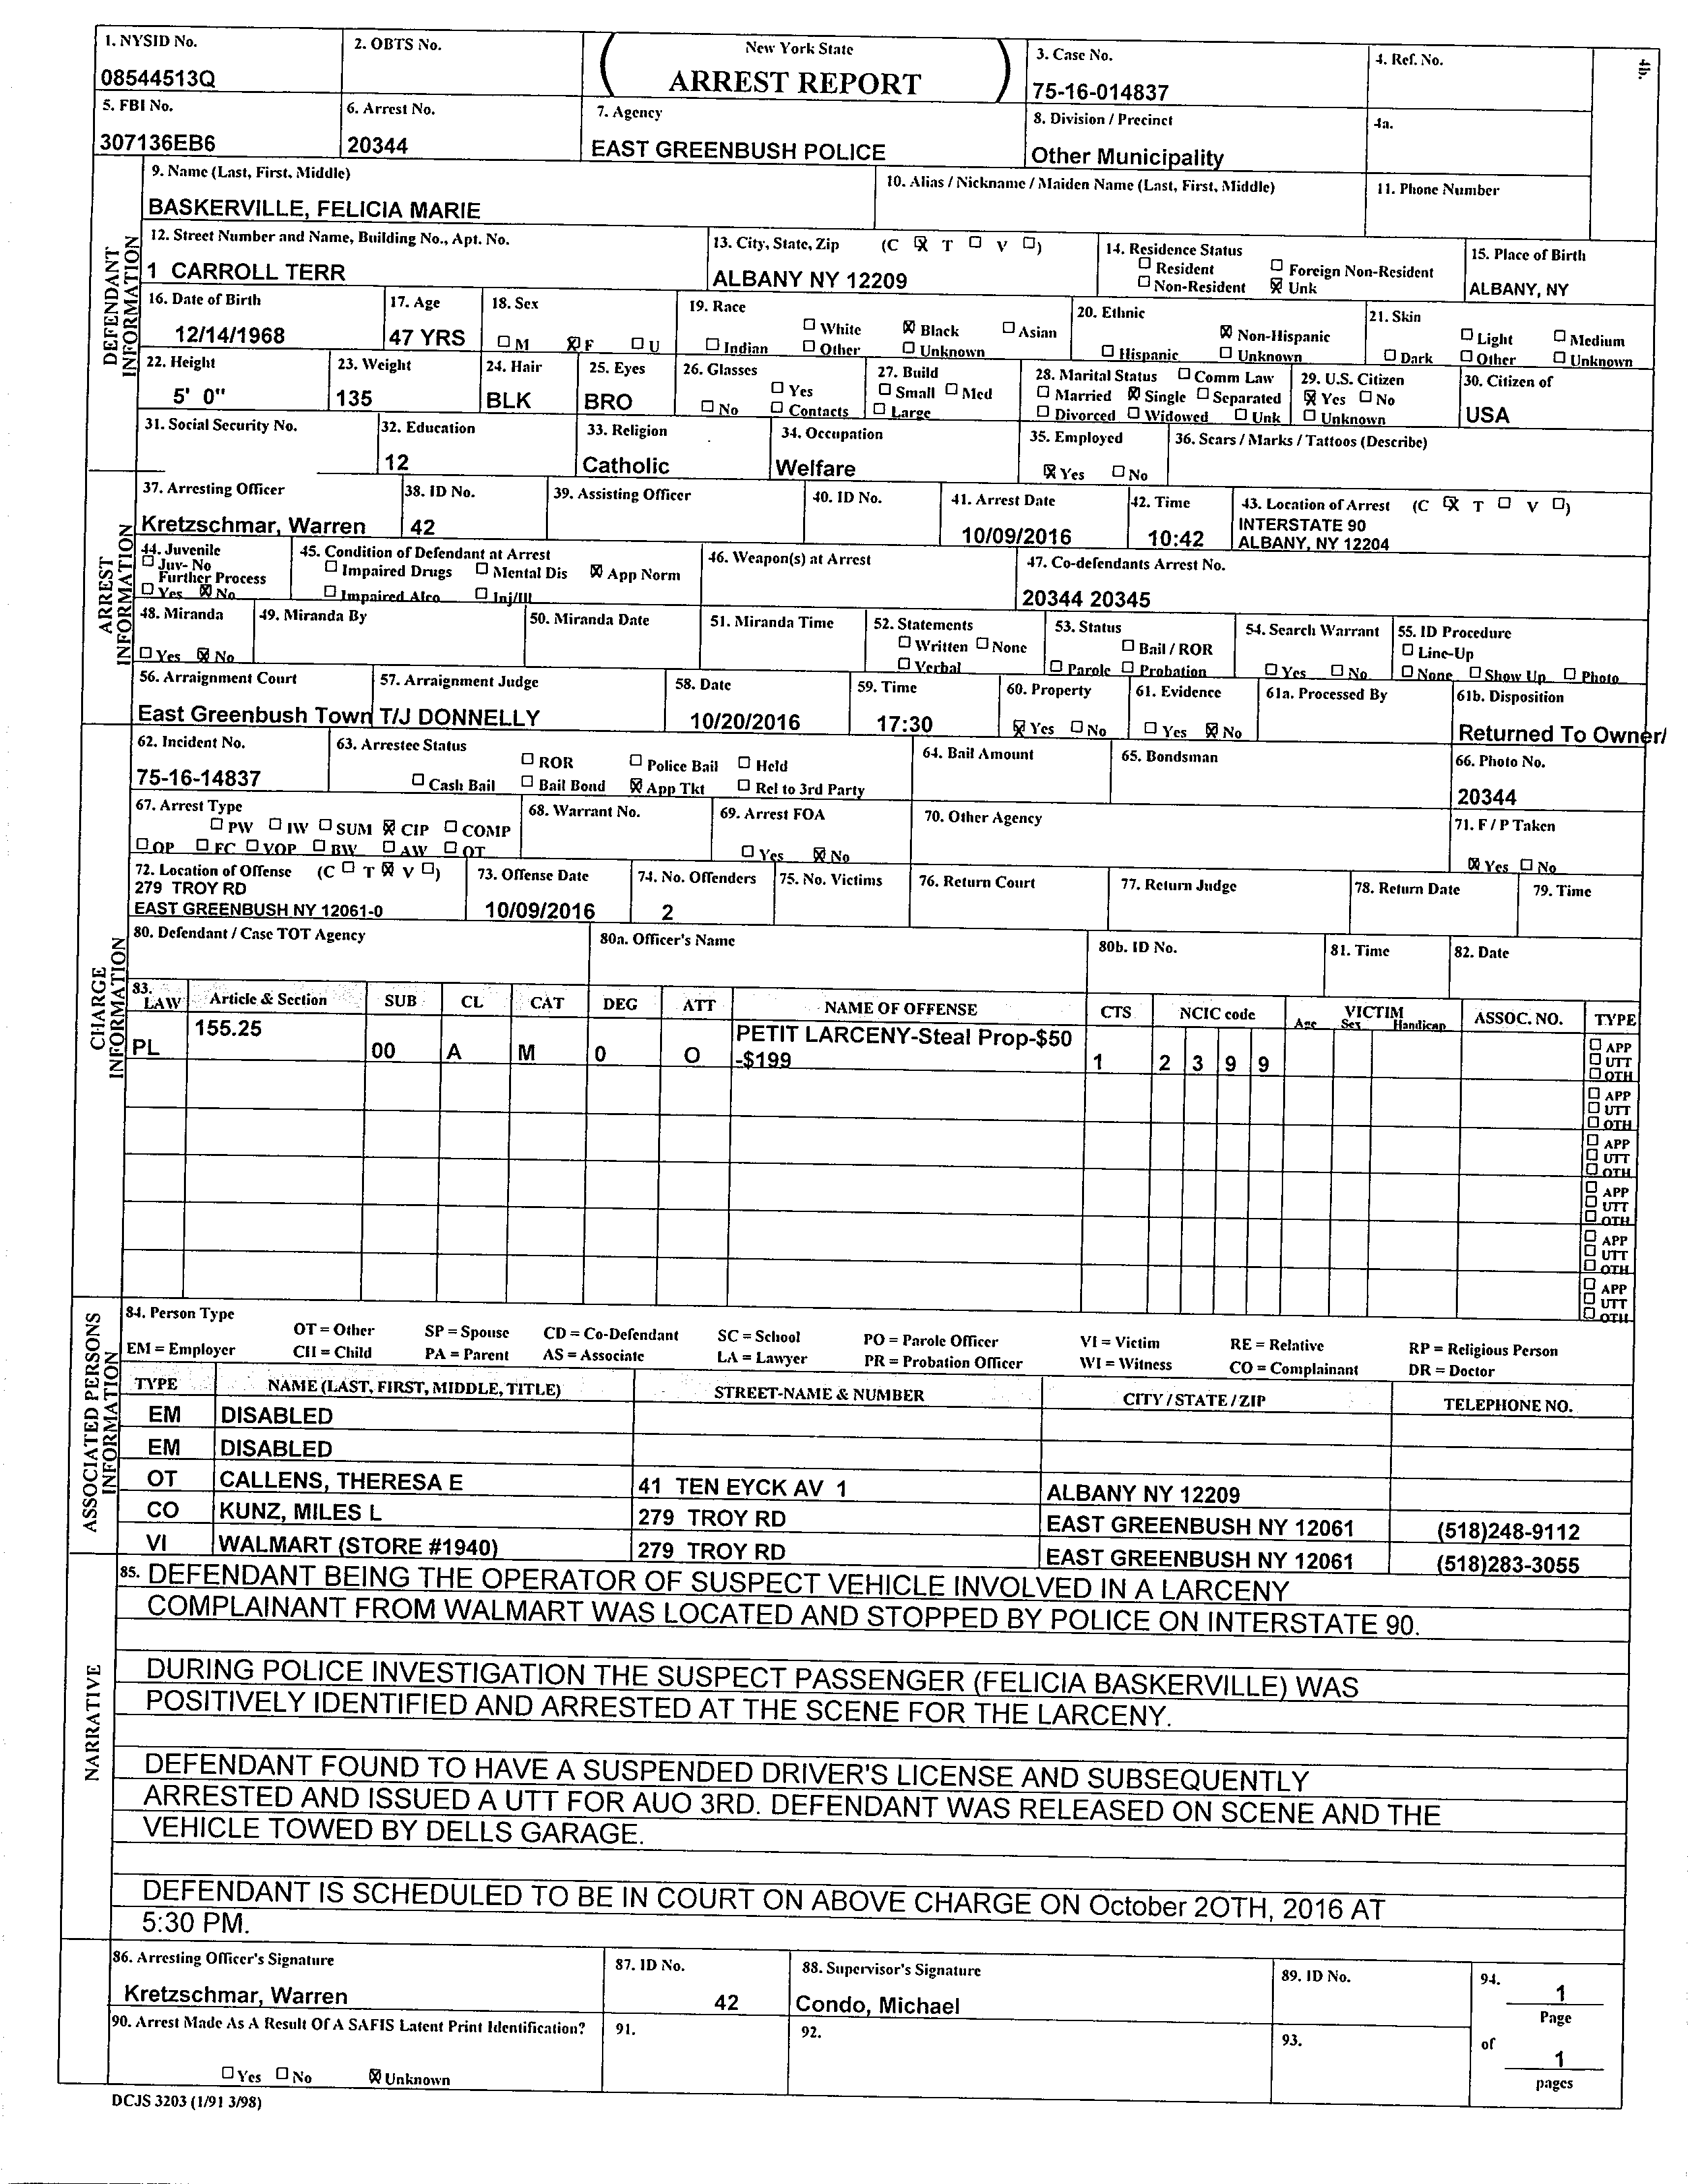 1. NYSID No.
08544513Q
2. OBTS No.
New York State
ARREST REPORT
3. Case No.
75-16-014837
4. Ref. No.
4b.
5. FBI No.
307136EB6
6. Arrest No.
20344
7. Agency
EAST GREENBUSH POLICE
8. Division / Precinct
Other Municipality
4a.
DEFENDANT INFORMATION
9. Name (Last, First, Middle)
BASKERVILLE, FELICIA MARIE
10. Alias / Nickname / Maiden Name (Last, First, Middle)
11. Phone Number
12. Street Number and Name, Building No., Apt. No.
1 CARROLL TERR
13. City, State, Zip (C ☒ T ☐ V ☐)
ALBANY NY 12209
14. Residence Status
☐ Resident ☐ Foreign Non-Resident
☐ Non-Resident ☒ Unk
15. Place of Birth
ALBANY, NY
16. Date of Birth
12/14/1968
17. Age
47 YRS
18. Sex
☐ M ☒ F ☐ U
19. Race
☐ White ☒ Black ☐ Asian
☐ Indian ☐ Other ☐ Unknown
20. Ethnic
☒ Non-Hispanic
☐ Hispanic ☐ Unknown
21. Skin
☐ Light ☐ Medium
☐ Dark ☐ Other ☐ Unknown
22. Height
5' 0"
23. Weight
135
24. Hair
BLK
25. Eyes
BRO
26. Glasses
☐ Yes
☐ No ☐ Contacts
27. Build
☐ Small ☐ Med
☐ Large
28. Marital Status ☐ Comm Law
☐ Married ☒ Single ☐ Separated
☐ Divorced ☐ Widowed ☐ Unk
29. U.S. Citizen
☒ Yes ☐ No
☐ Unknown
30. Citizen of
USA
31. Social Security No.
32. Education
12
33. Religion
Catholic
34. Occupation
Welfare
35. Employed
☒ Yes ☐ No
36. Scars / Marks / Tattoos (Describe)
ARREST INFORMATION
37. Arresting Officer
Kretzschmar, Warren
38. ID No.
42
39. Assisting Officer
40. ID No.
41. Arrest Date
10/09/2016
42. Time
10:42
43. Location of Arrest (C ☒ T ☐ V ☐)
INTERSTATE 90
ALBANY, NY 12204
44. Juvenile
☐ Juv- No
Further Process
☐ Yes ☒ No
45. Condition of Defendant at Arrest
☐ Impaired Drugs ☐ Mental Dis ☒ App Norm
☐ Impaired Alco ☐ Inj/Ill
46. Weapon(s) at Arrest
47. Co-defendants Arrest No.
20344 20345
48. Miranda
☐ Yes ☒ No
49. Miranda By
50. Miranda Date
51. Miranda Time
52. Statements
☐ Written ☐ None
☐ Verbal
53. Status
☐ Bail / ROR
☐ Parole ☐ Probation
54. Search Warrant
☐ Yes ☐ No
55. ID Procedure
☐ Line-Up
☐ None ☐ Show Up ☐ Photo
56. Arraignment Court
East Greenbush Town
57. Arraignment Judge
T/J DONNELLY
58. Date
10/20/2016
59. Time
17:30
60. Property
☒ Yes ☐ No
61. Evidence
☐ Yes ☒ No
61a. Processed By
61b. Disposition
Returned To Owner/
CHARGE INFORMATION
62. Incident No.
75-16-14837
63. Arrestee Status
☐ ROR ☐ Police Bail ☐ Held
☐ Cash Bail ☐ Bail Bond ☒ App Tkt ☐ Rel to 3rd Party
64. Bail Amount
65. Bondsman
66. Photo No.
20344
67. Arrest Type
☐ PW ☐ IW ☐ SUM ☒ CIP ☐ COMP
☐ OP ☐ FC ☐ VOP ☐ BW ☐ AW ☐ OT
68. Warrant No.
69. Arrest FOA
☐ Yes ☒ No
70. Other Agency
71. F / P Taken
☒ Yes ☐ No
72. Location of Offense (C ☐ T ☒ V ☐)
279 TROY RD
EAST GREENBUSH NY 12061-0
73. Offense Date
10/09/2016
74. No. Offenders
2
75. No. Victims
76. Return Court
77. Return Judge
78. Return Date
79. Time
80. Defendant / Case TOT Agency
80a. Officer's Name
80b. ID No.
81. Time
82. Date
83. LAW Article & Section SUB CL CAT DEG ATT NAME OF OFFENSE CTS NCIC code VICTIM Age Sex Handicap ASSOC. NO. TYPE
PL 155.25 00 A M 0 O PETIT LARCENY-Steal Prop-$50
-$199 1 2 3 9 9
☐ APP
☐ UTT
☐ OTH
☐ APP
☐ UTT
☐ OTH
☐ APP
☐ UTT
☐ OTH
☐ APP
☐ UTT
☐ OTH
☐ APP
☐ UTT
☐ OTH
☐ APP
☐ UTT
☐ OTH
ASSOCIATED PERSONS INFORMATION
84. Person Type
OT = Other SP = Spouse CD = Co-Defendant SC = School PO = Parole Officer VI = Victim RE = Relative RP = Religious Person
EM = Employer CH = Child PA = Parent AS = Associate LA = Lawyer PR = Probation Officer WI = Witness CO = Complainant DR = Doctor
TYPE NAME (LAST, FIRST, MIDDLE, TITLE) STREET-NAME & NUMBER CITY / STATE / ZIP TELEPHONE NO.
EM DISABLED
EM DISABLED
OT CALLENS, THERESA E 41 TEN EYCK AV 1 ALBANY NY 12209
CO KUNZ, MILES L 279 TROY RD EAST GREENBUSH NY 12061 (518)248-9112
VI WALMART (STORE #1940) 279 TROY RD EAST GREENBUSH NY 12061 (518)283-3055
NARRATIVE
85. DEFENDANT BEING THE OPERATOR OF SUSPECT VEHICLE INVOLVED IN A LARCENY
COMPLAINANT FROM WALMART WAS LOCATED AND STOPPED BY POLICE ON INTERSTATE 90.
DURING POLICE INVESTIGATION THE SUSPECT PASSENGER (FELICIA BASKERVILLE) WAS
POSITIVELY IDENTIFIED AND ARRESTED AT THE SCENE FOR THE LARCENY.
DEFENDANT FOUND TO HAVE A SUSPENDED DRIVER'S LICENSE AND SUBSEQUENTLY
ARRESTED AND ISSUED A UTT FOR AUO 3RD. DEFENDANT WAS RELEASED ON SCENE AND THE
VEHICLE TOWED BY DELLS GARAGE.
DEFENDANT IS SCHEDULED TO BE IN COURT ON ABOVE CHARGE ON October 2OTH, 2016 AT
5:30 PM.
86. Arresting Officer's Signature
Kretzschmar, Warren
87. ID No.
42
88. Supervisor's Signature
Condo, Michael
89. ID No.
94.
1
Page
of
1
pages
90. Arrest Made As A Result Of A SAFIS Latent Print Identification?
☐ Yes ☐ No ☒ Unknown
91.
92.
93.
DCJS 3203 (1/91 3/98)